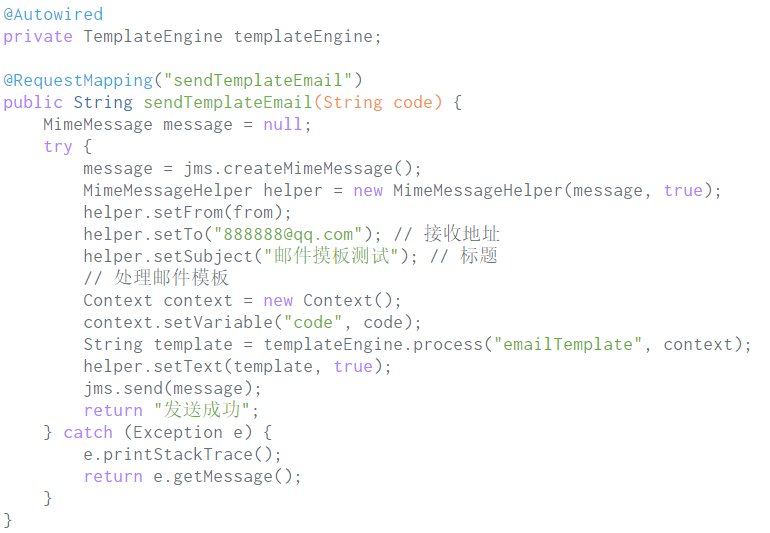 @Autowired
private TemplateEngine templateEngine;

@RequestMapping("sendTemplateEmail")
public String sendTemplateEmail(String code) {
    MimeMessage message = null;
    try {
        message = jms.createMimeMessage();
        MimeMessageHelper helper = new MimeMessageHelper(message, true);
        helper.setFrom(from);
        helper.setTo("888888@qq.com"); // 接收地址
        helper.setSubject("邮件摸板测试"); // 标题
        // 处理邮件模板
        Context context = new Context();
        context.setVariable("code", code);
        String template = templateEngine.process("emailTemplate", context);
        helper.setText(template, true);
        jms.send(message);
        return "发送成功";
    } catch (Exception e) {
        e.printStackTrace();
        return e.getMessage();
    }
}